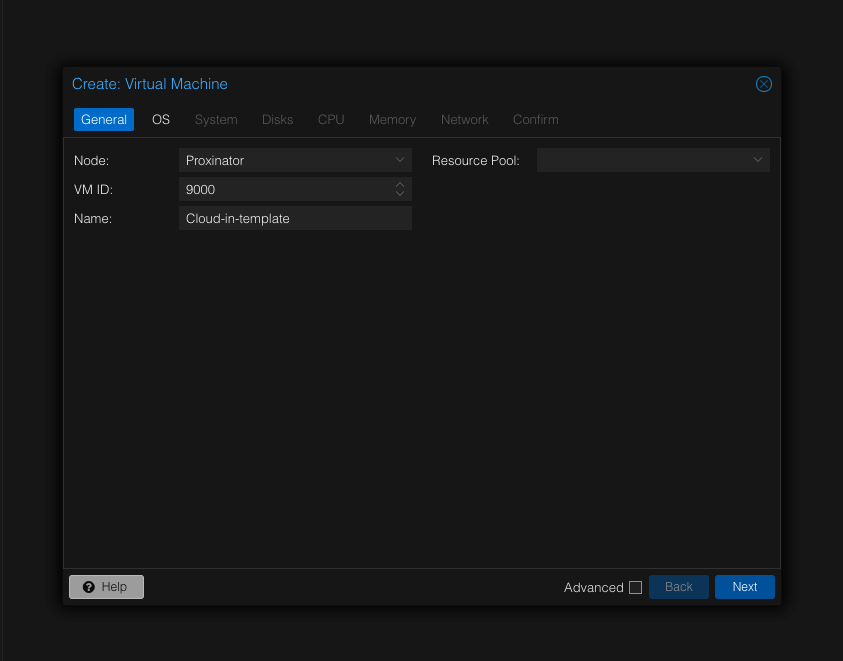 Create: Virtual Machine
General OS System Disks CPU Memory Network Confirm
Node: Proxinator Resource Pool:
VM ID: 9000
Name: Cloud-in-template
Help Advanced Back Next